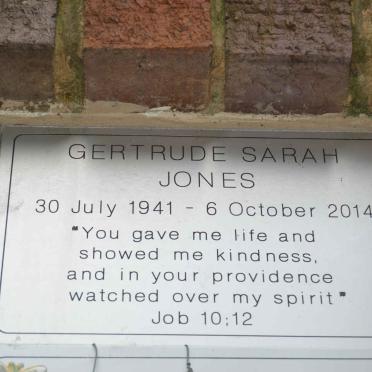 GERTRUDE SARAH
JONES
30 July 1941 - 6 October 2014
"You gave me life and
showed me kindness,
and in your providence
watched over my spirit"
Job 10:12